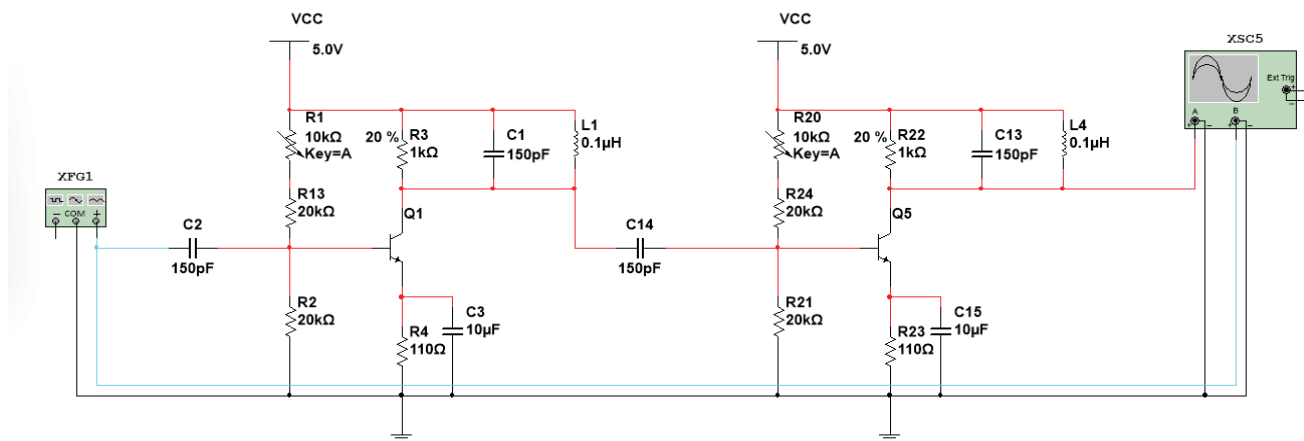 VCC
5.0V
R1
10kΩ
Key=A
20 %
R3
1kΩ
C1
150pF
L1
0.1µH
R13
20kΩ
Q1
C2
150pF
R2
20kΩ
R4
110Ω
C3
10µF
XFG1
COM
+
C14
150pF
VCC
5.0V
R20
10kΩ
Key=A
20 %
R22
1kΩ
C13
150pF
L4
0.1µH
R24
20kΩ
Q5
R21
20kΩ
R23
110Ω
C15
10µF
XSC5
Ext Trig
+
A
B
+ −
+ −